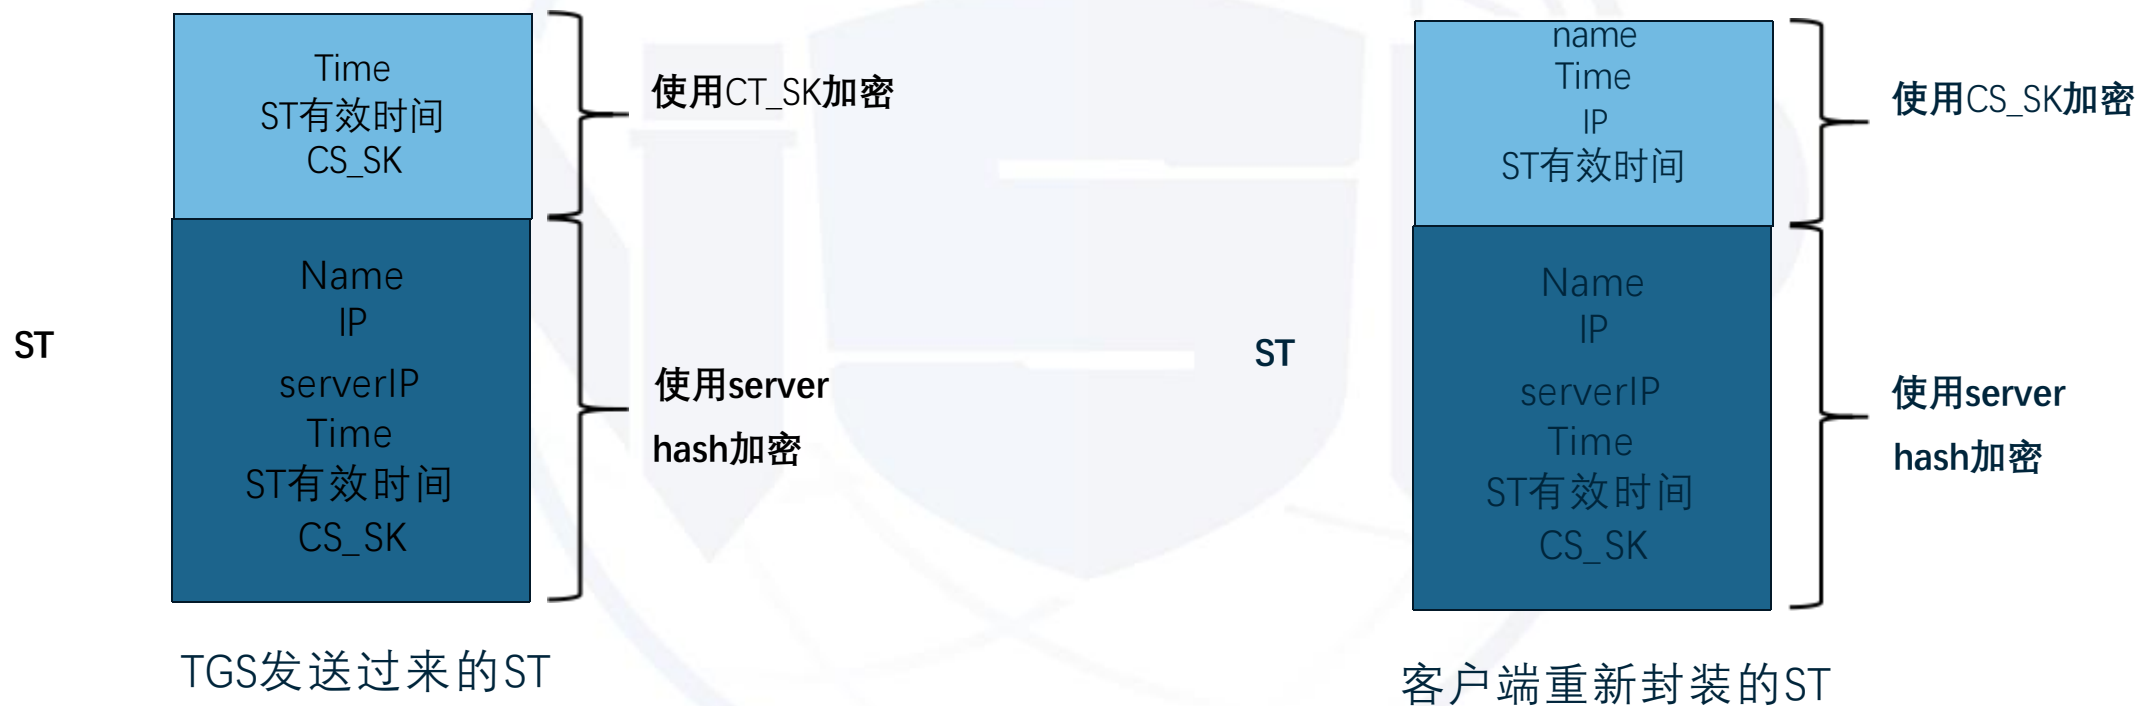 Time
ST有效时间
CS_SK
使用CT_SK加密
ST
Name
IP
serverIP
Time
ST有效时间
CS_SK
使用server
hash加密
TGS发送过来的ST
name
Time
IP
ST有效时间
使用CS_SK加密
ST
Name
IP
serverIP
Time
ST有效时间
CS_SK
使用server
hash加密
客户端重新封装的ST